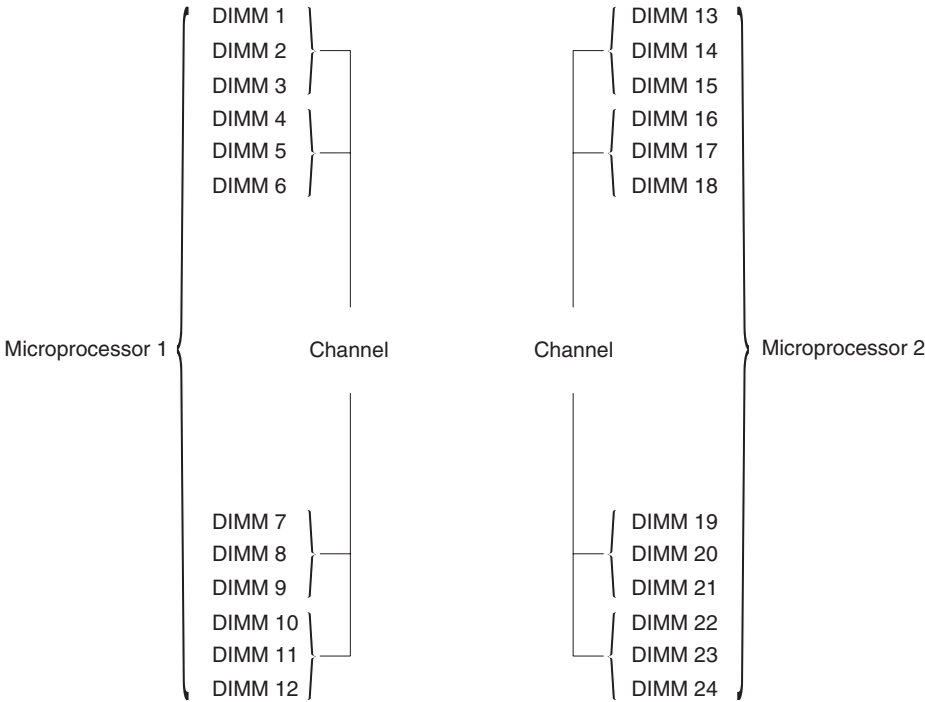 DIMM 1
DIMM 2
DIMM 3
DIMM 4
DIMM 5
DIMM 6
Microprocessor 1
Channel
DIMM 7
DIMM 8
DIMM 9
DIMM 10
DIMM 11
DIMM 12
DIMM 13
DIMM 14
DIMM 15
DIMM 16
DIMM 17
DIMM 18
Channel
Microprocessor 2
DIMM 19
DIMM 20
DIMM 21
DIMM 22
DIMM 23
DIMM 24